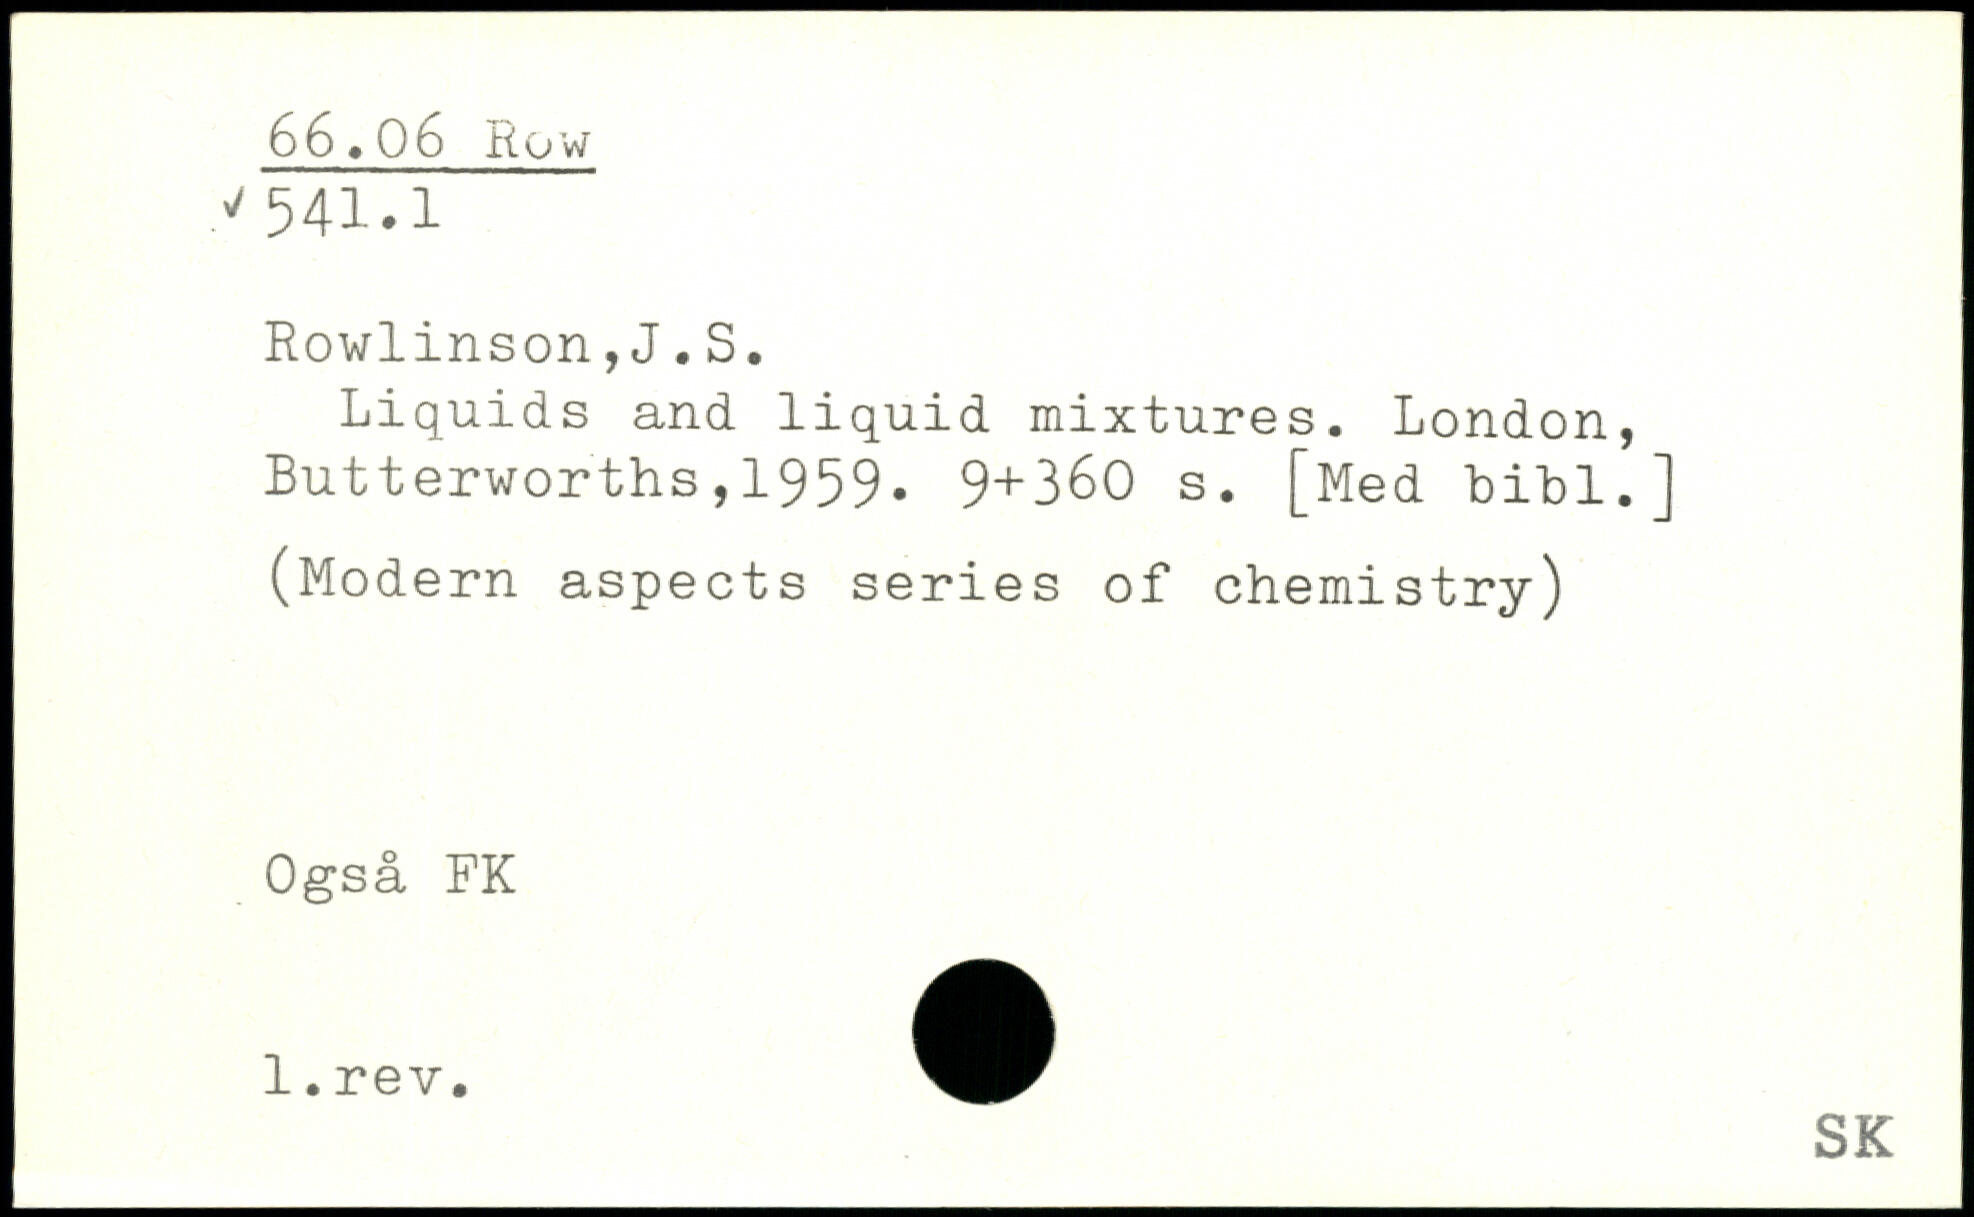 66.06 Row
✓541.1
Rowlinson,J.S.
Liquids and liquid mixtures. London,
Butterworths,1959. 9+360 s. [Med bibl.]
(Modern aspects series of chemistry)
Også FK
1.rev.
SK